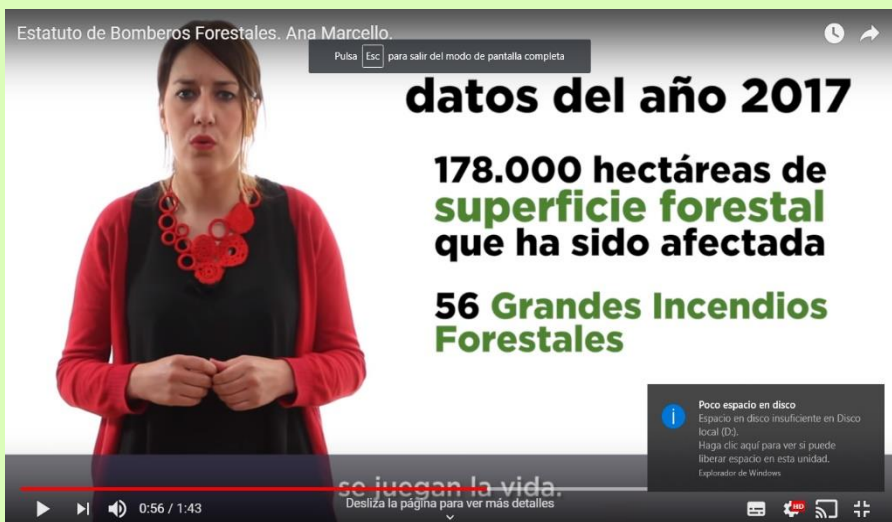 Estatuto de Bomberos Forestales. Ana Marcello.
Pulsa Esc para salir del modo de pantalla completa
datos del año 2017
178.000 hectáreas de
superficie forestal
que ha sido afectada
56 Grandes Incendios
Forestales
Poco espacio en disco
Espacio en disco insuficiente en Disco
local (D:).
Haga clic aquí para ver si puede
liberar espacio en esta unidad.
Explorador de Windows
se juegan la vida.
0:56 / 1:43
Desliza la página para ver más detalles
HD